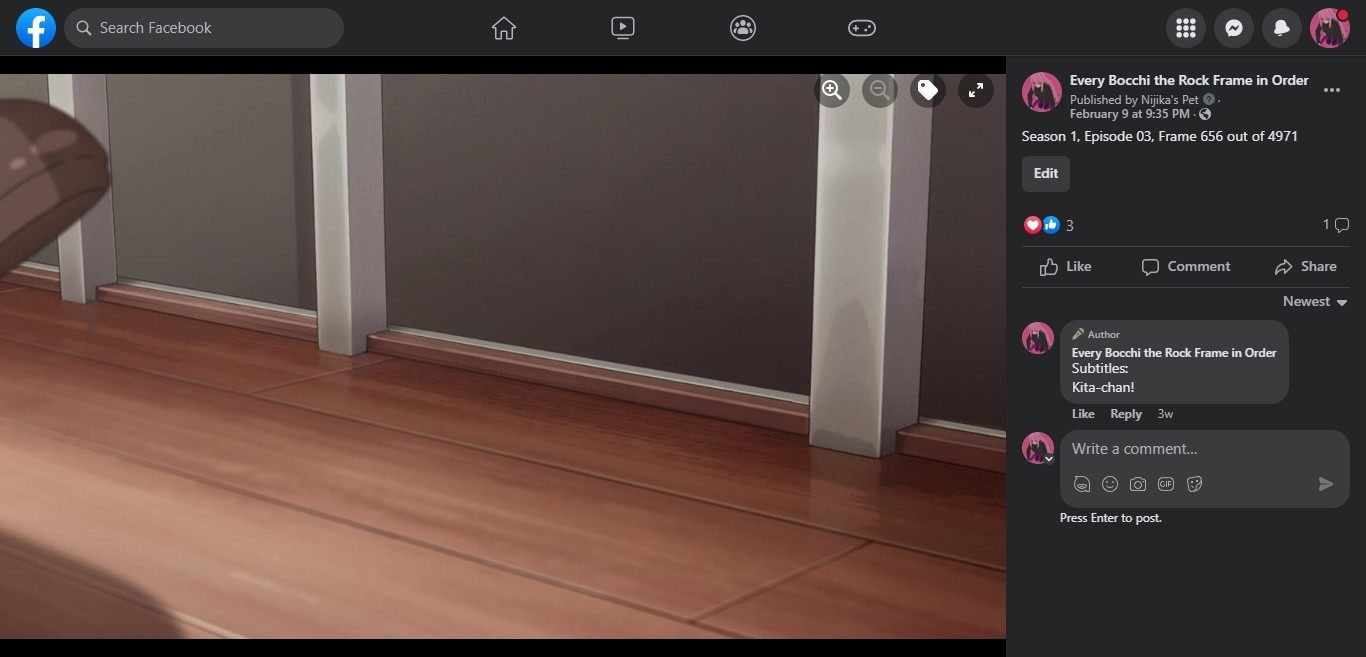 Search Facebook
Every Bocchi the Rock Frame in Order
Published by Nijika's Pet ·
February 9 at 9:35 PM ·
Season 1, Episode 03, Frame 656 out of 4971
Edit
3
1
Like
Comment
Share
Newest
Author
Every Bocchi the Rock Frame in Order
Subtitles:
Kita-chan!
Like Reply 3w
Write a comment...
GIF
Press Enter to post.